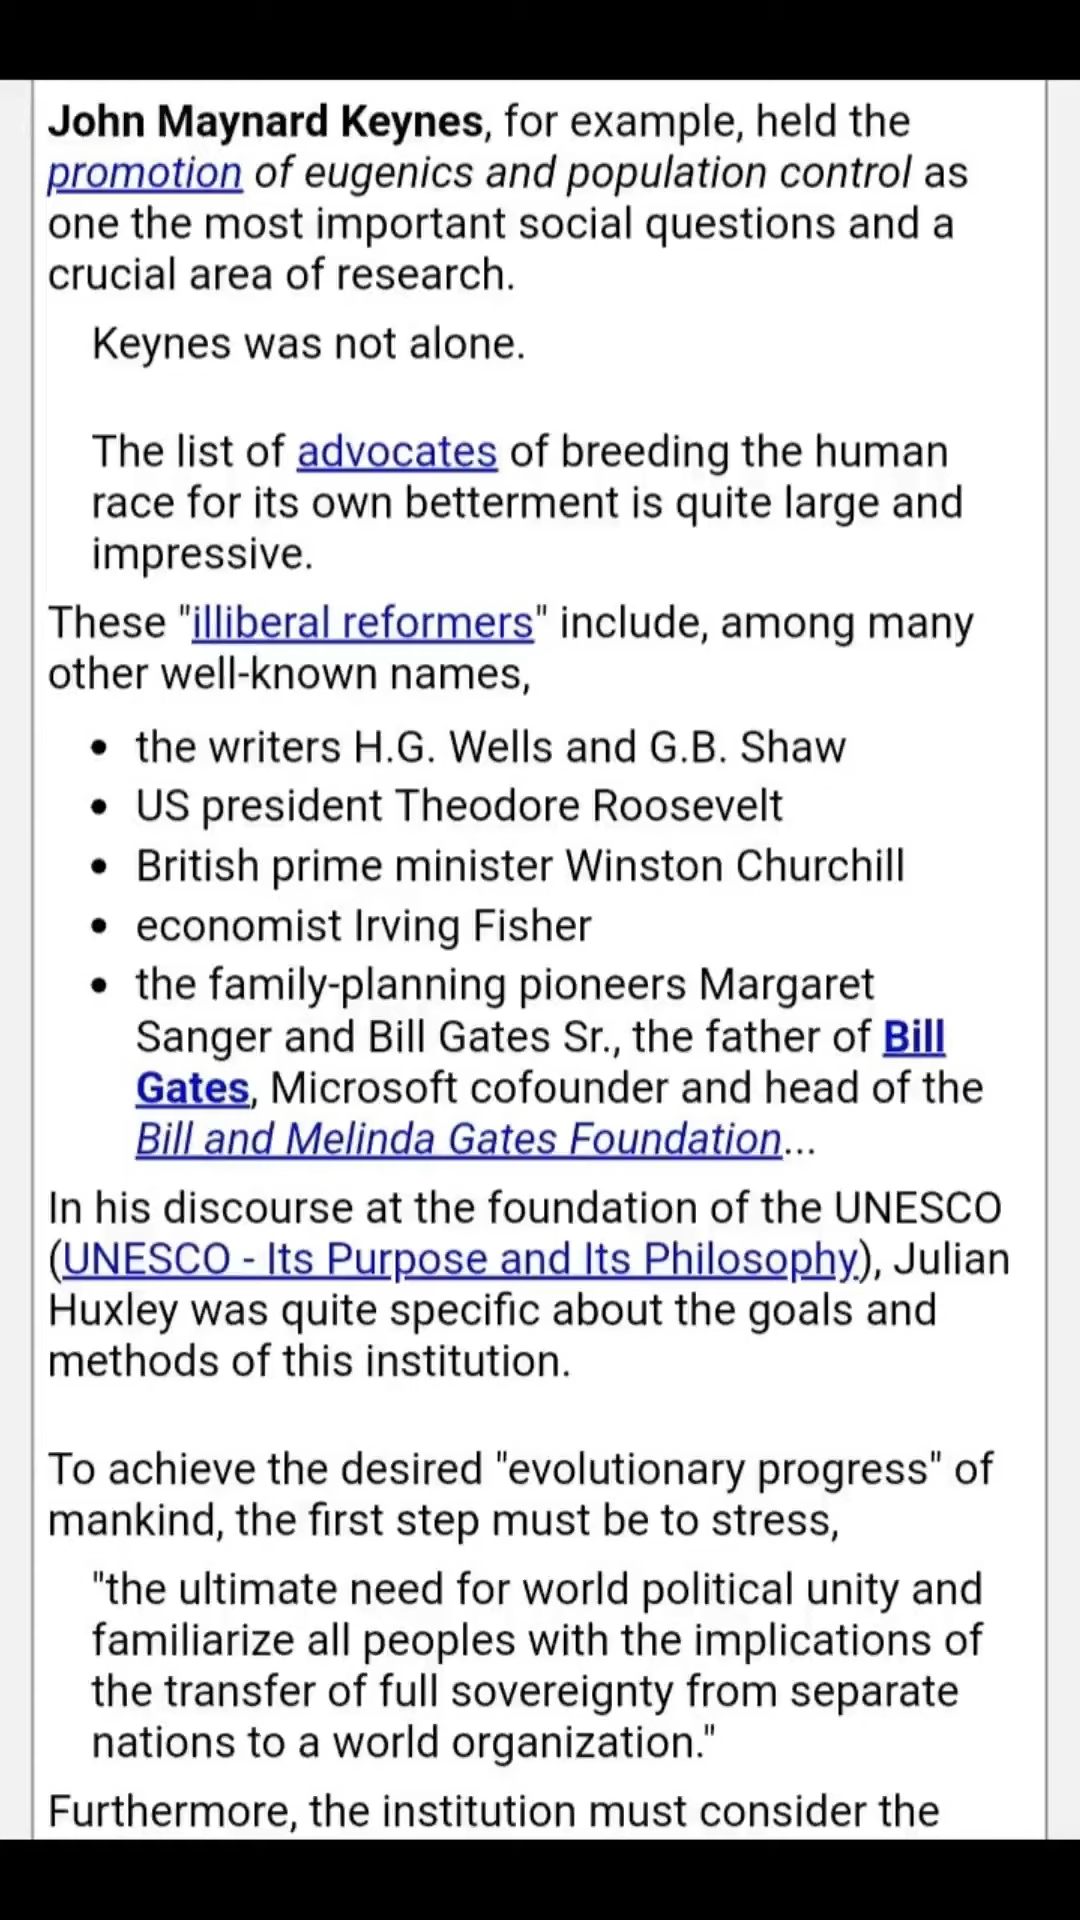 John Maynard Keynes, for example, held the
promotion of eugenics and population control as
one the most important social questions and a
crucial area of research.
Keynes was not alone.
The list of advocates of breeding the human
race for its own betterment is quite large and
impressive.
These "illiberal reformers" include, among many
other well-known names,
• the writers H.G. Wells and G.B. Shaw
• US president Theodore Roosevelt
• British prime minister Winston Churchill
• economist Irving Fisher
• the family-planning pioneers Margaret
Sanger and Bill Gates Sr., the father of Bill
Gates, Microsoft cofounder and head of the
Bill and Melinda Gates Foundation...
In his discourse at the foundation of the UNESCO
(UNESCO - Its Purpose and Its Philosophy), Julian
Huxley was quite specific about the goals and
methods of this institution.
To achieve the desired "evolutionary progress" of
mankind, the first step must be to stress,
"the ultimate need for world political unity and
familiarize all peoples with the implications of
the transfer of full sovereignty from separate
nations to a world organization."
Furthermore, the institution must consider the